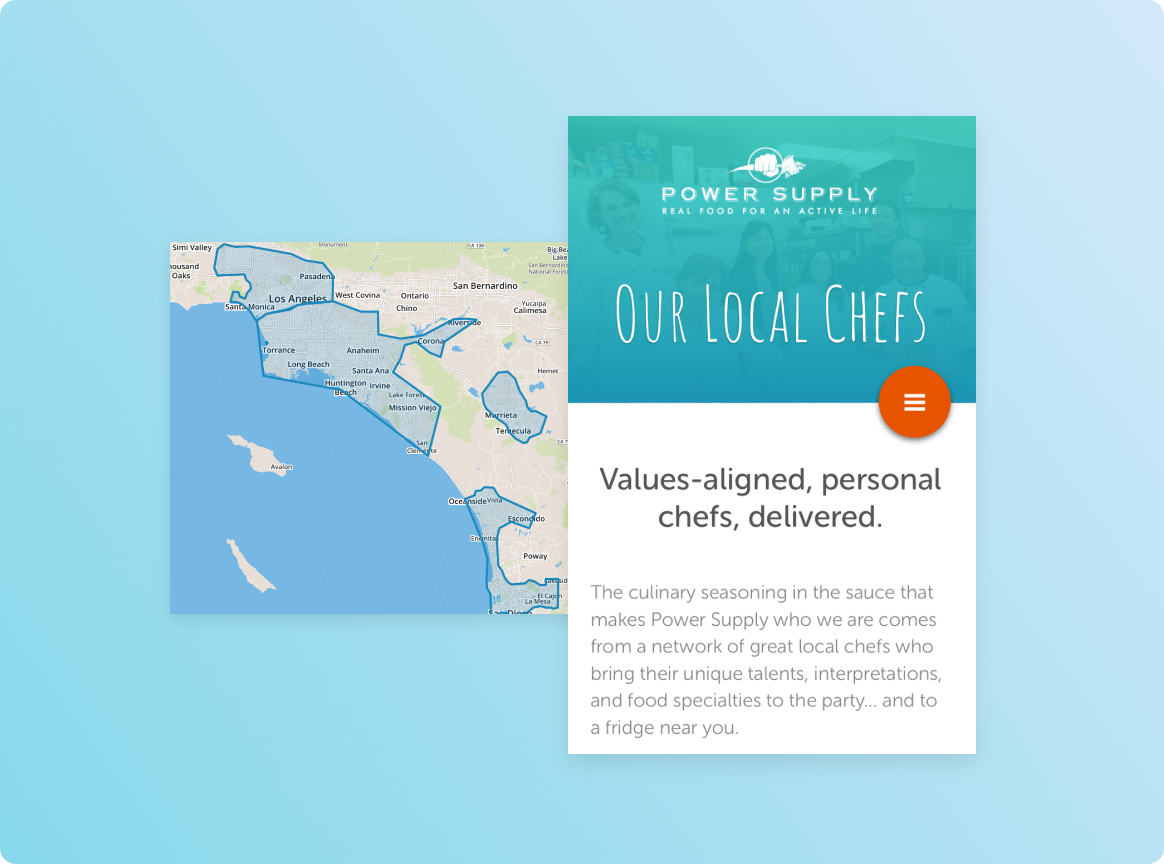 Simi Valley
Monument
CA 138
Big Bea
Lake
housand
Oaks
Pasadena
San Bernardino
National Forest
Los Angeles
West Covina
Ontario
San Bernardino
Santa Monica
Chino
Yucaipa
Calimesa
Riverside
Torrance
Anaheim
Corona
CA 79
Long Beach
Santa Ana
Hemet
Huntington
Beach
Irvine
Lake Forest
Mission Viejo
Murrieta
Temecula
San
Clemente
CA 7
Avalon
Oceanside
Vista
Escondido
Encinitas
Poway
akesid
El Cajon
La Mesa
San Diego
POWER SUPPLY
REAL FOOD FOR AN ACTIVE LIFE
OUR LOCAL CHEFS
Values-aligned, personal
chefs, delivered.
The culinary seasoning in the sauce that
makes Power Supply who we are comes
from a network of great local chefs who
bring their unique talents, interpretations,
and food specialties to the party... and to
a fridge near you.